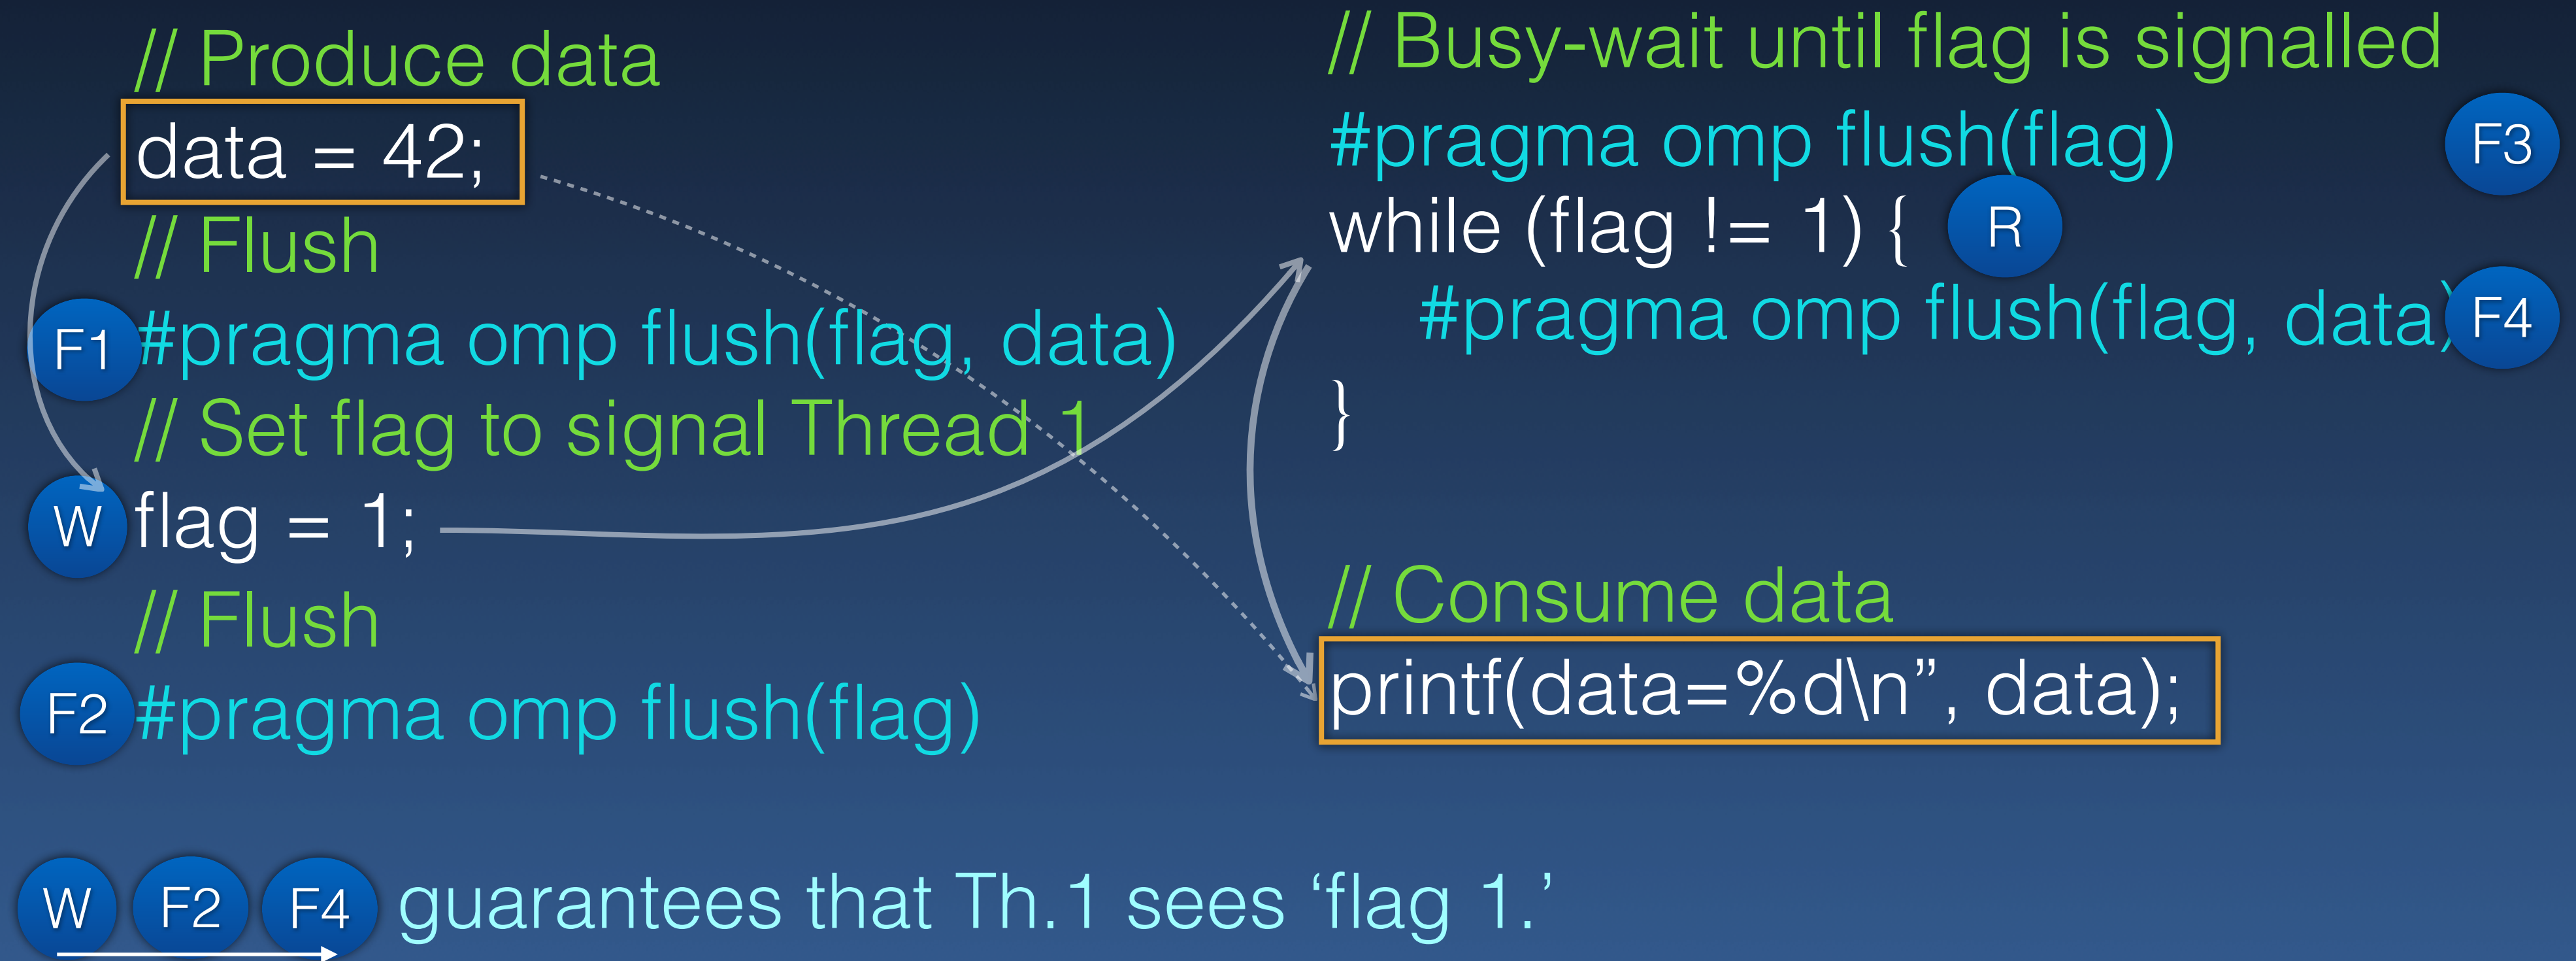 // Produce data
data = 42;
// Flush
F1 #pragma omp flush(flag, data)
// Set flag to signal Thread 1
W flag = 1;
// Flush
F2 #pragma omp flush(flag)
// Busy-wait until flag is signalled
#pragma omp flush(flag) F3
while (flag != 1) { R
#pragma omp flush(flag, data) F4
}
// Consume data
printf(data=%d\n”, data);
W F2 F4 guarantees that Th.1 sees ‘flag 1.’